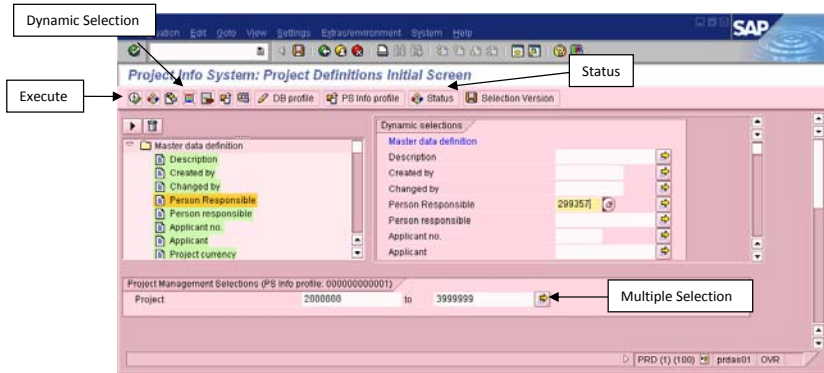 Dynamic Selection
Edit Goto View Settings Extras/environment System Help
SAP
Project Info System: Project Definitions Initial Screen
Status
Execute
DB profile PS Info profile Status Selection Version
Dynamic selections
Master data definition
Master data definition
Description
Description
Created by
Created by
Changed by
Changed by
Person Responsible
Person Responsible 299357
Person responsible
Person responsible
Applicant no.
Applicant no.
Applicant
Applicant
Project currency
Project Management Selections (PS Info profile: 000000000001)
Project 2000000 to 3999999
Multiple Selection
PRD (1) (100) prdas01 OVR